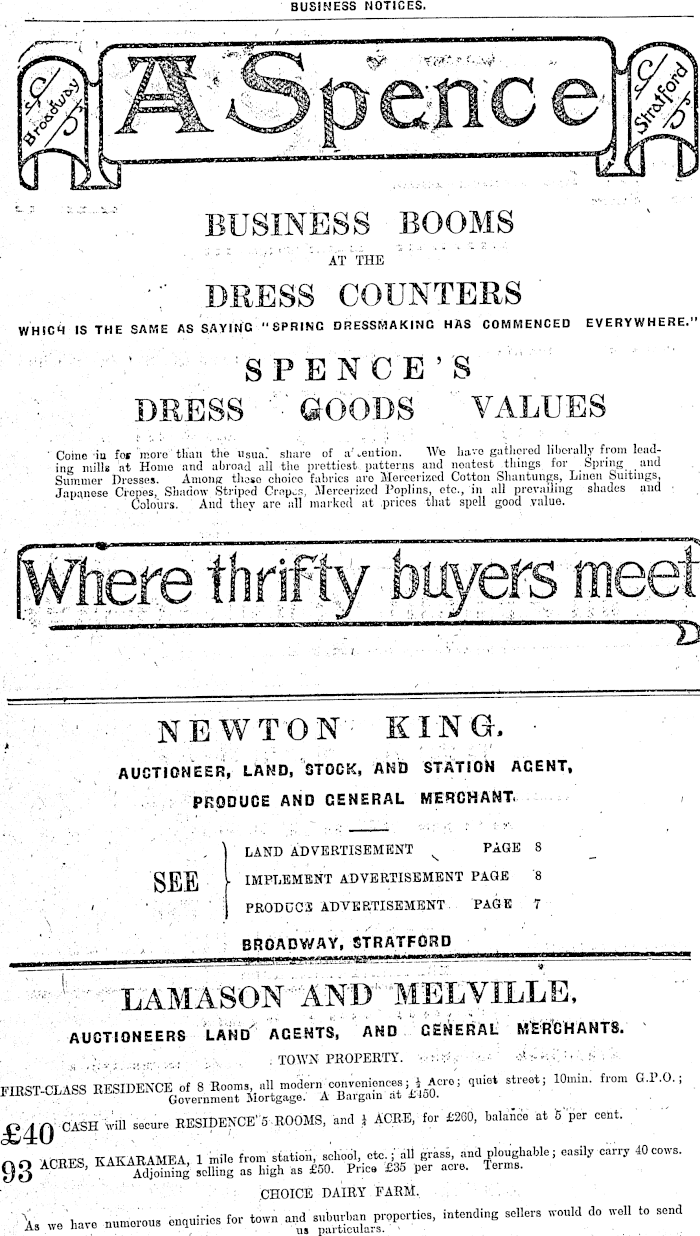 BUSINESS NOTICES.
Broadway
A Spence
Stratford
BUSINESS BOOMS
AT THE
DRESS COUNTERS
WHICH IS THE SAME AS SAYING "SPRING DRESSMAKING HAS COMMENCED EVERYWHERE."
SPENCE'S
DRESS GOODS VALUES
Come in for more than the usual share of attention. We have gathered liberally from lead-
ing mills at Home and abroad all the prettiest patterns and neatest things for Spring and
Summer Dresses. Among these choice fabrics are Mercerized Cotton Shantungs, Linen Suitings,
Japanese Crepes, Shadow Striped Crapes, Mercerized Poplins, etc., in all prevailing shades and
Colours. And they are all marked at prices that spell good value.
Where thrifty buyers meet
NEWTON KING.
AUCTIONEER, LAND, STOCK, AND STATION AGENT,
PRODUCE AND GENERAL MERCHANT.
SEE
LAND ADVERTISEMENT PAGE 8
IMPLEMENT ADVERTISEMENT PAGE 8
PRODUCE ADVERTISEMENT PAGE 7
BROADWAY, STRATFORD
LAMASON AND MELVILLE,
AUCTIONEERS LAND AGENTS, AND GENERAL MERCHANTS.
TOWN PROPERTY.
FIRST-CLASS RESIDENCE of 8 Rooms, all modern conveniences; Acre; quiet street; 10min. from G.P.O.;
Government Mortgage. A Bargain at
£40 CASH will secure RESIDENCE 5 ROOMS, and ACRE, for £260, balance at 5 per cent.
93 ACRES, KAKARAMEA, 1 mile from station, school, etc.; all grass, and ploughable; easily carry 40 cows.
Adjoining selling as high as £50. Price £35 per acre. Terms.
CHOICE DAIRY FARM.
As we have numerous enquiries for town and suburban properties, intending sellers would do well to send
us particulars.